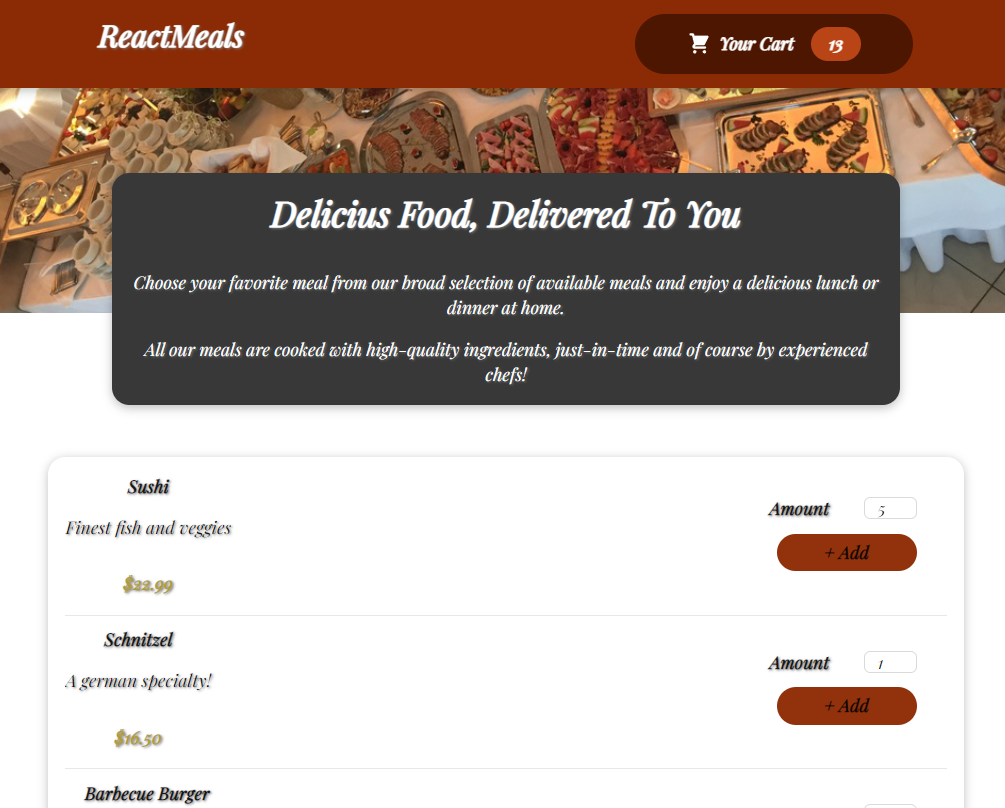 ReactMeals
Your Cart 13
Delicius Food, Delivered To You
Choose your favorite meal from our broad selection of available meals and enjoy a delicious lunch or
dinner at home.
All our meals are cooked with high-quality ingredients, just-in-time and of course by experienced
chefs!
Sushi
Finest fish and veggies
$22.99
Amount 5
+ Add
Schnitzel
A german specialty!
$16.50
Amount 1
+ Add
Barbecue Burger